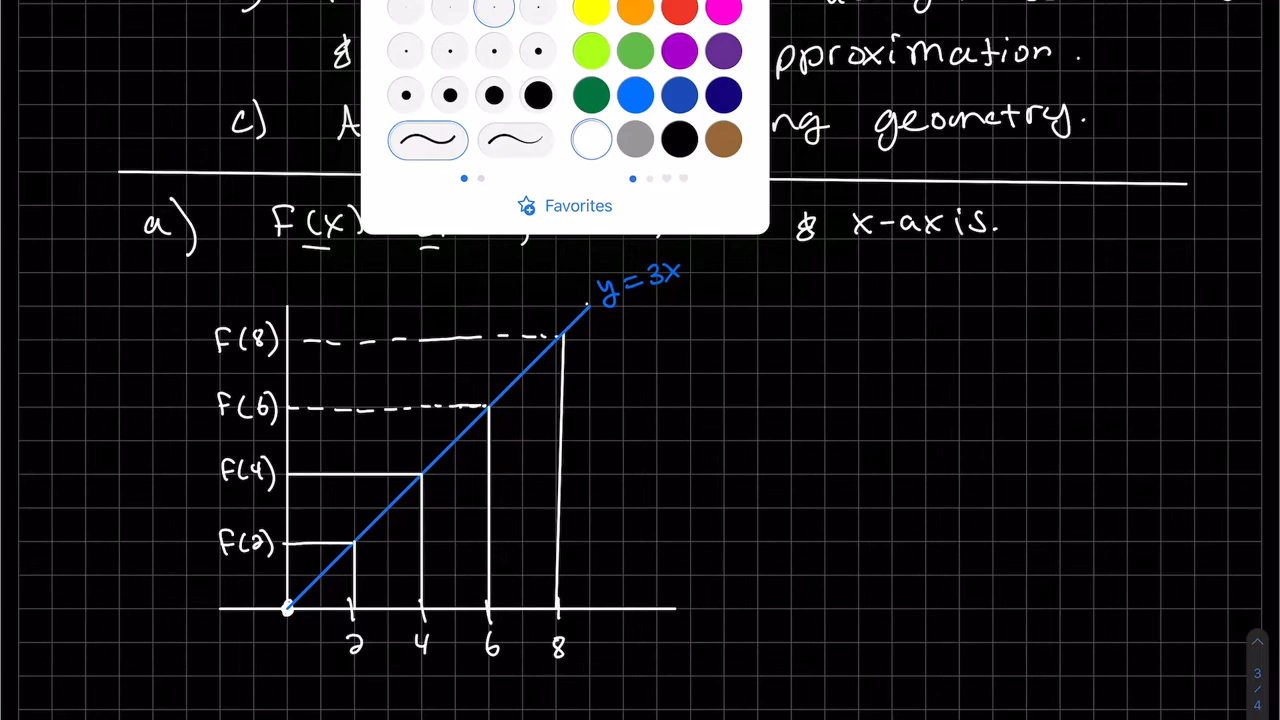 & pproximation.
c) A ng geometry.
Favorites
a) F(x) , & x-axis.
y = 3x
F(8)
F(6)
F(4)
F(2)
2 4 6 8
3
/
4